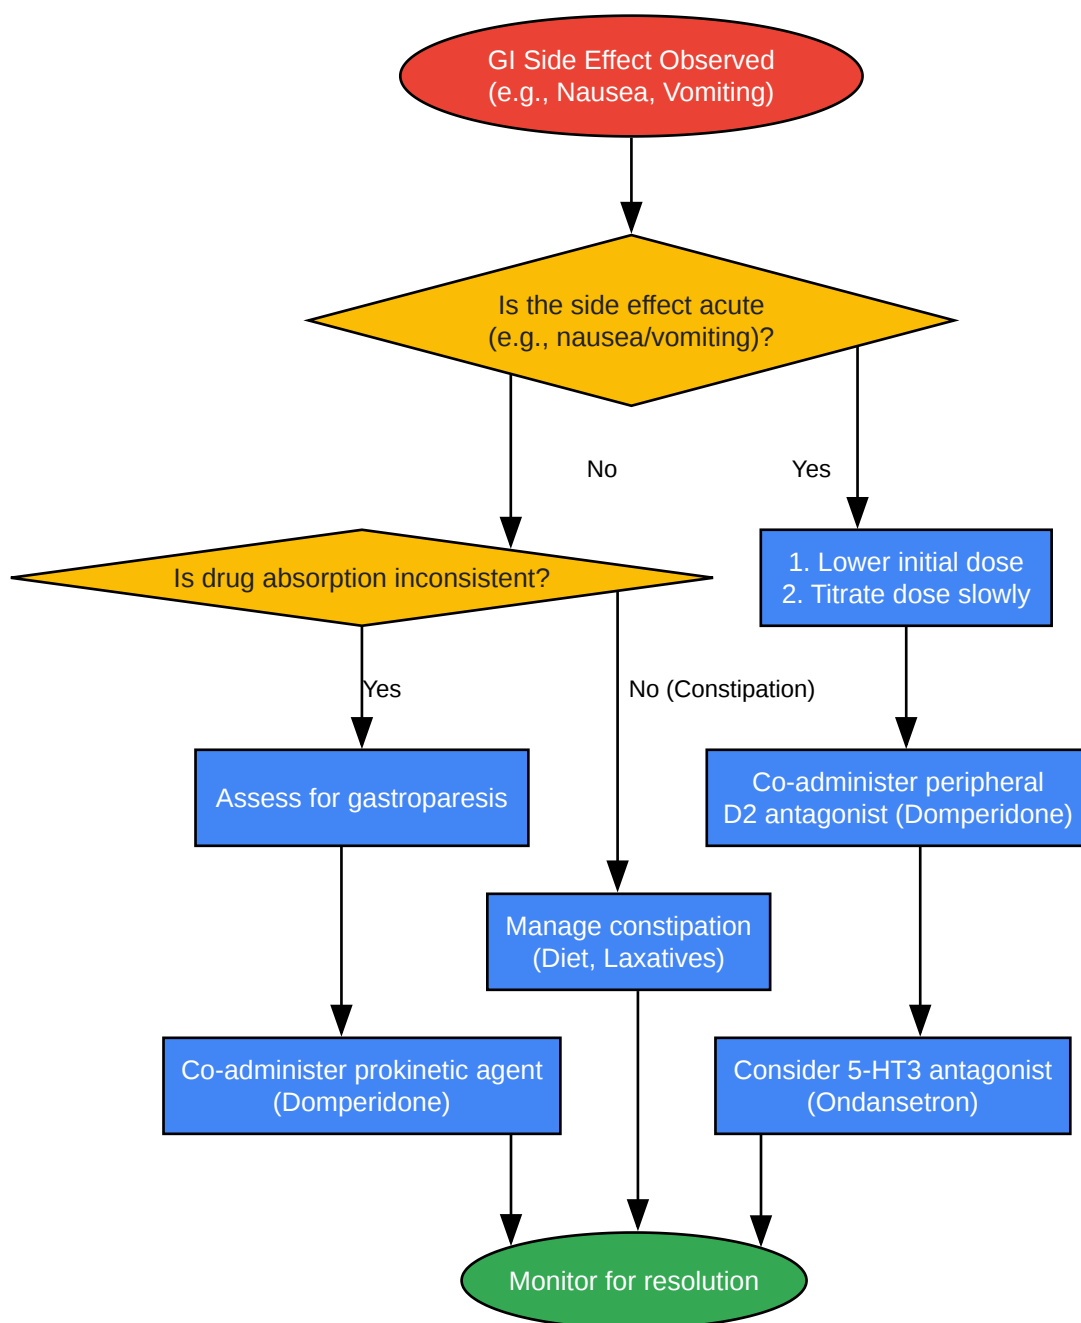 GI Side Effect Observed
(e.g., Nausea, Vomiting)
Is the side effect acute
(e.g., nausea/vomiting)?
No
Yes
Is drug absorption inconsistent?
1. Lower initial dose
2. Titrate dose slowly
Yes
No (Constipation)
Assess for gastroparesis
Co-administer peripheral
D2 antagonist (Domperidone)
Manage constipation
(Diet, Laxatives)
Co-administer prokinetic agent
(Domperidone)
Consider 5-HT3 antagonist
(Ondansetron)
Monitor for resolution